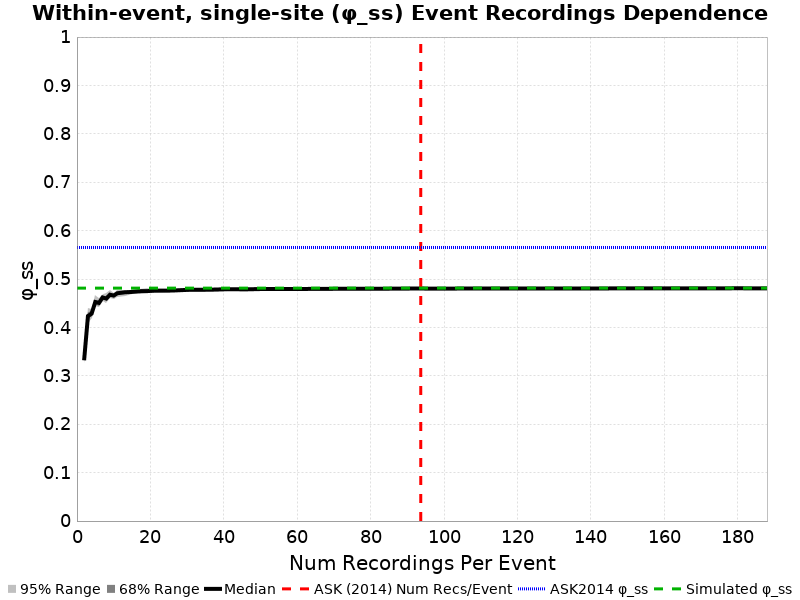 Within-event, single-site (φ_ss) Event Recordings Dependence
1
0.9
0.8
0.7
0.6
0.5
0.4
0.3
0.2
0.1
0
φ_ss
0 20 40 60 80 100 120 140 160 180
Num Recordings Per Event
95% Range 68% Range Median ASK (2014) Num Recs/Event ASK2014 φ_ss Simulated φ_ss